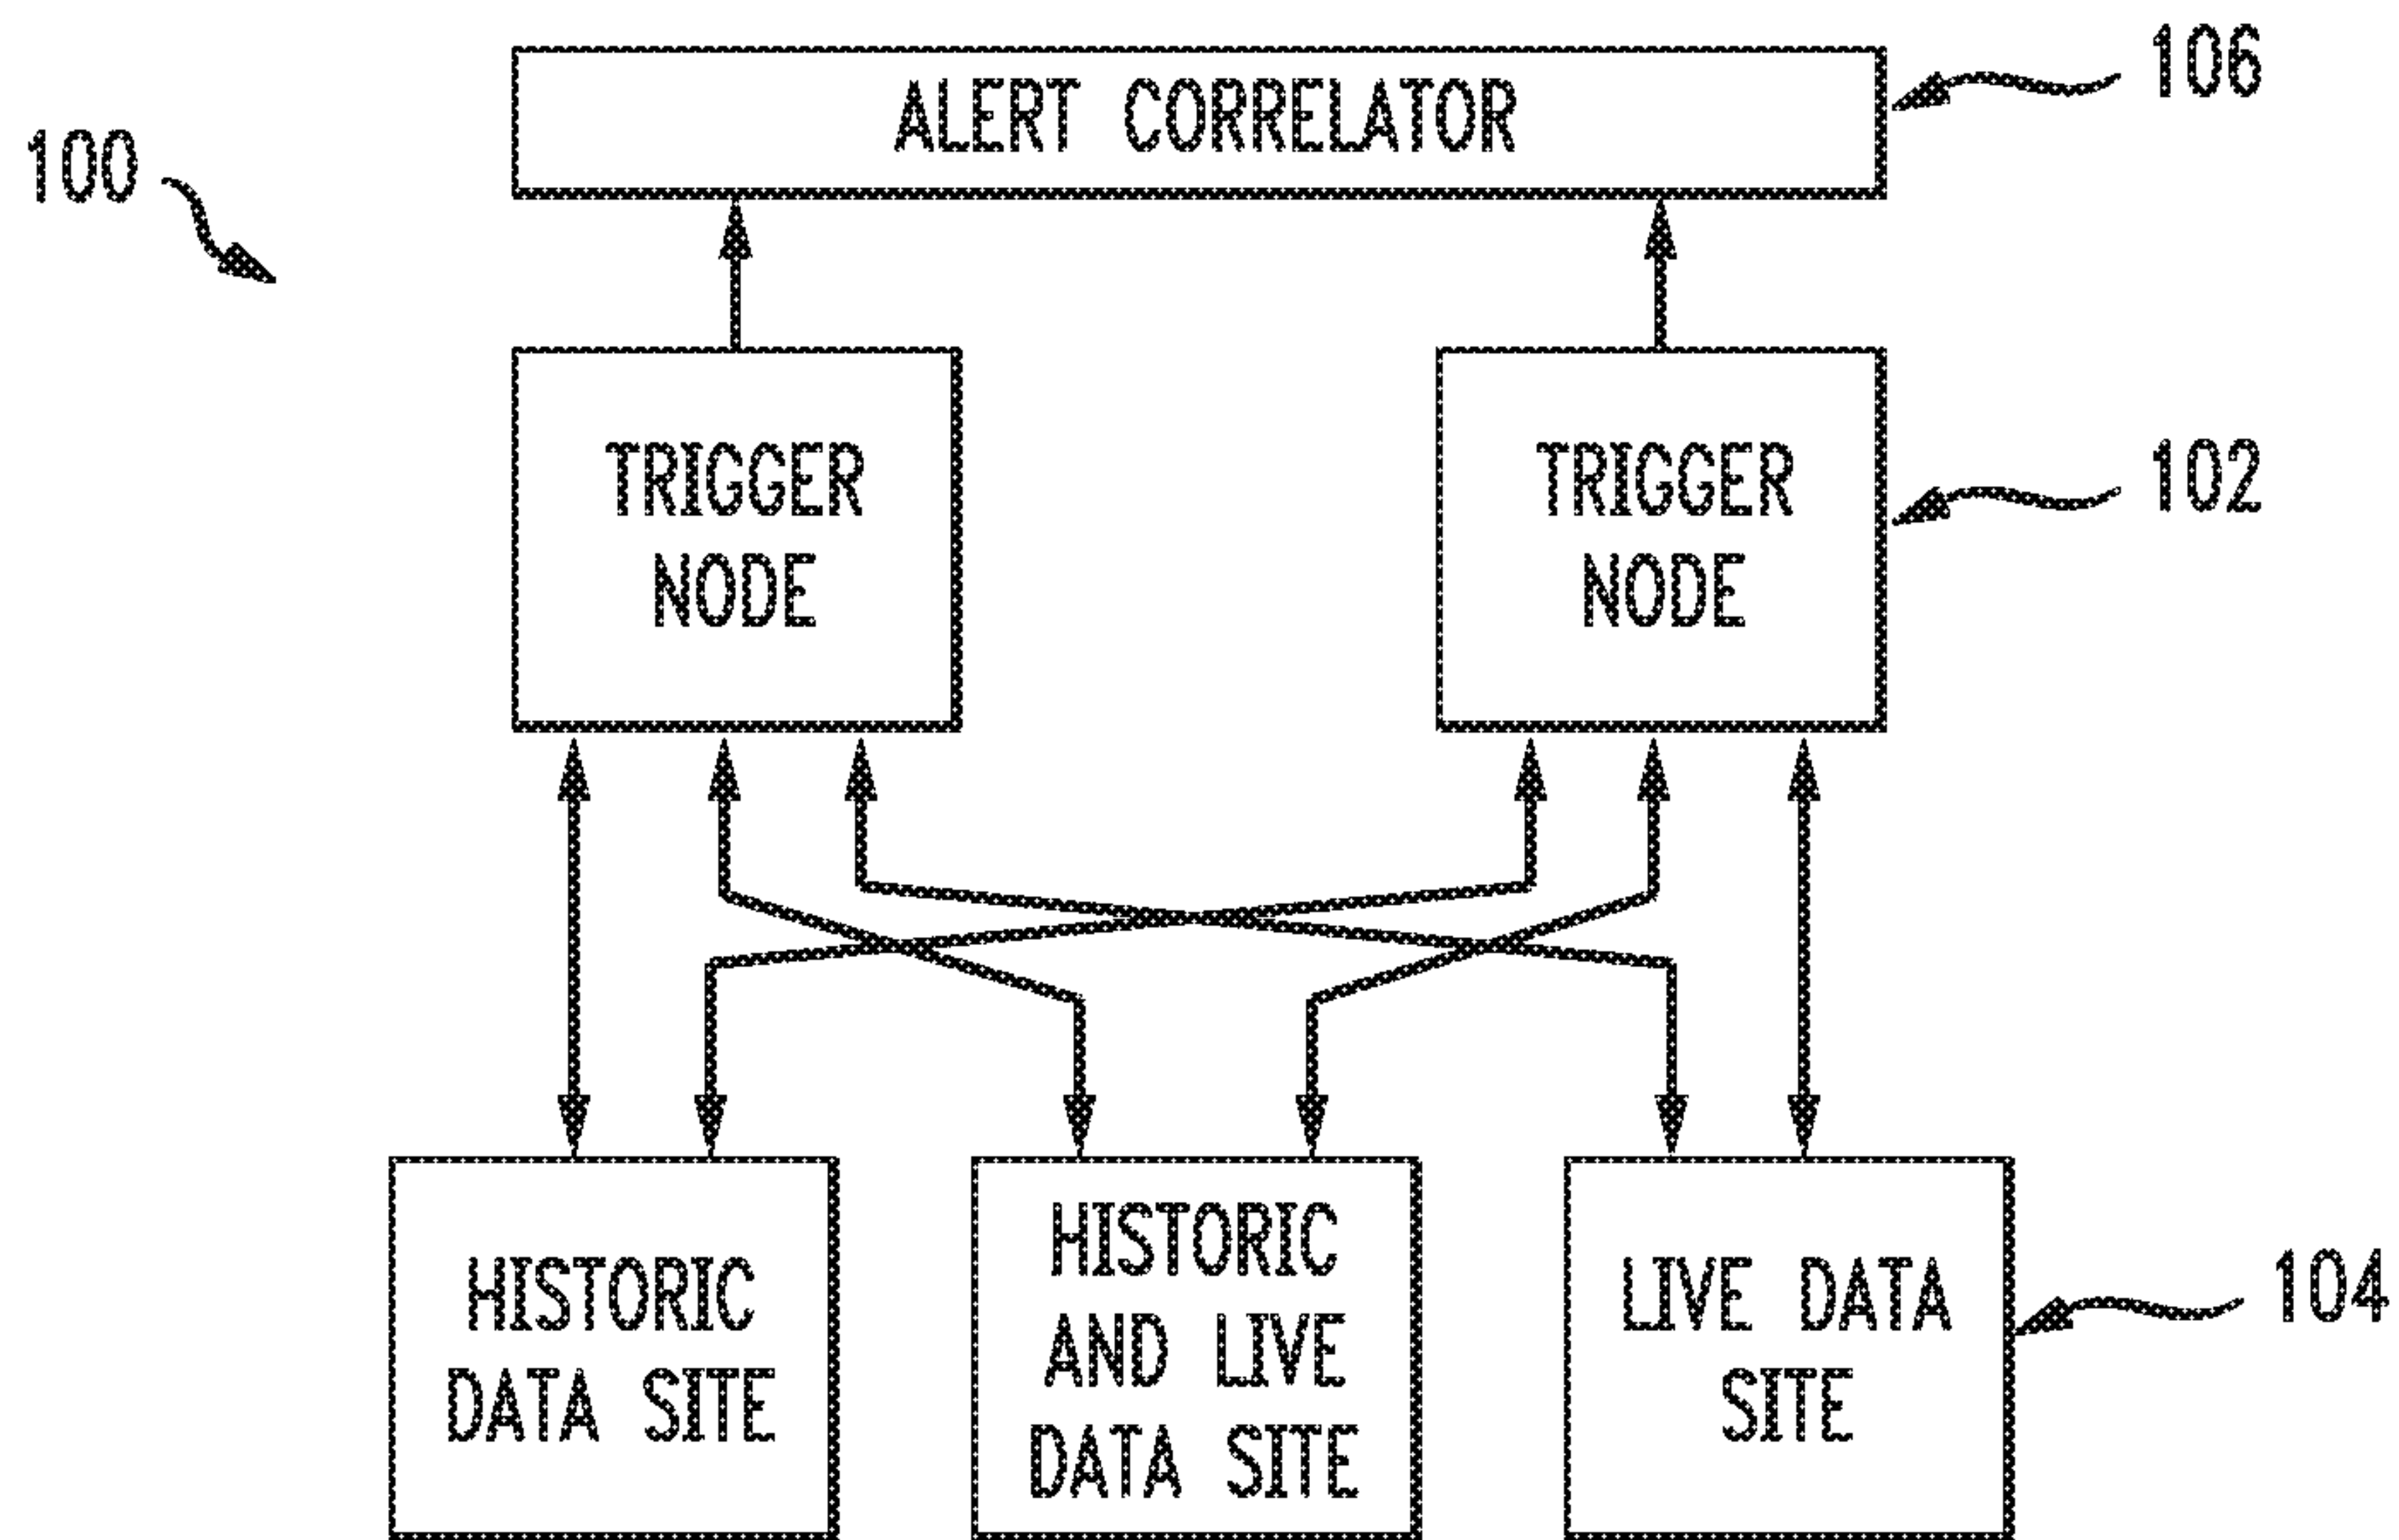 106
ALERT CORRELATOR
100
TRIGGER
NODE
TRIGGER
NODE
102
HISTORIC
DATA SITE
HISTORIC
AND LIVE
DATA SITE
LIVE DATA
SITE
104